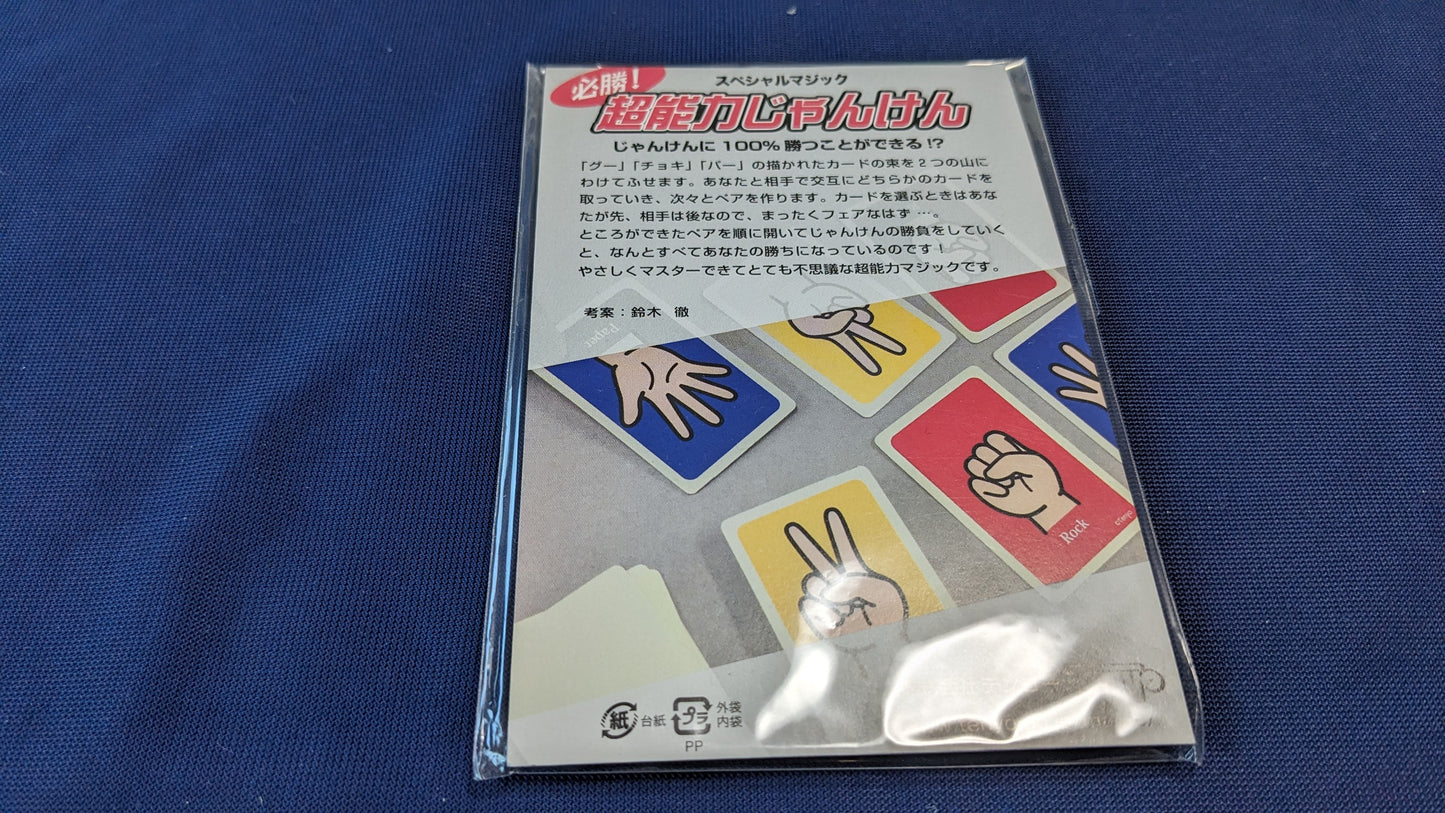 必勝!
スペシャルマジック
超能力じゃんけん
じゃんけんに100%勝つことができる!?
「グー」「チョキ」「パー」の描かれたカードの束を2つの山に
わけてふせます。あなたと相手で交互にどちらかのカードを
取っていき、次々とペアを作ります。カードを選ぶときはあな
たが先、相手は後なので、まったくフェアなはず…。
ところができたペアを順に開いてじゃんけんの勝負をしていく
と、なんとすべてあなたの勝ちになっているのです!
やさしくマスターできてとても不思議な超能力マジックです。
考案:鈴木 徹
Paper
Rock
©Tenyo
紙
台紙
プラ
外袋
内袋
PP